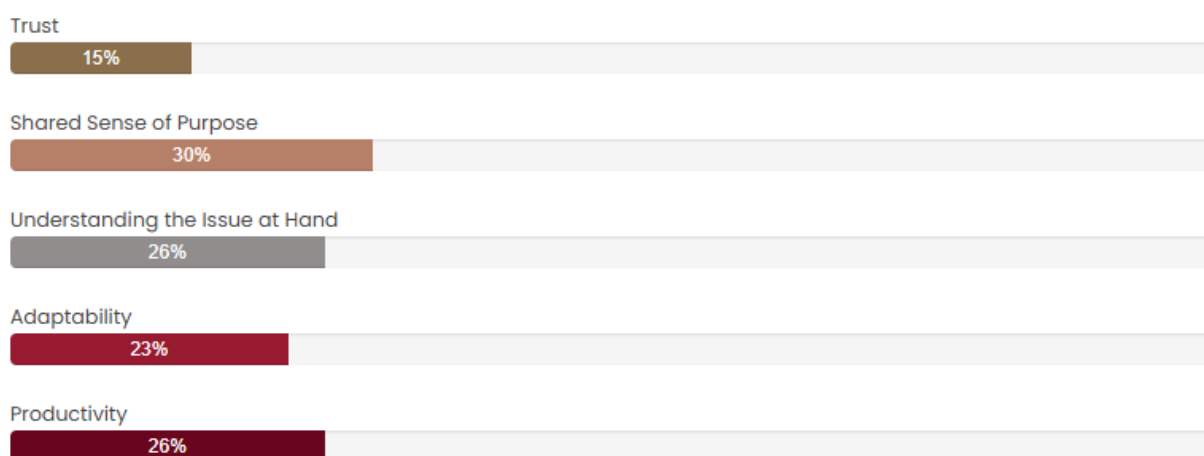 Trust
15%
Shared Sense of Purpose
30%
Understanding the Issue at Hand
26%
Adaptability
23%
Productivity
26%